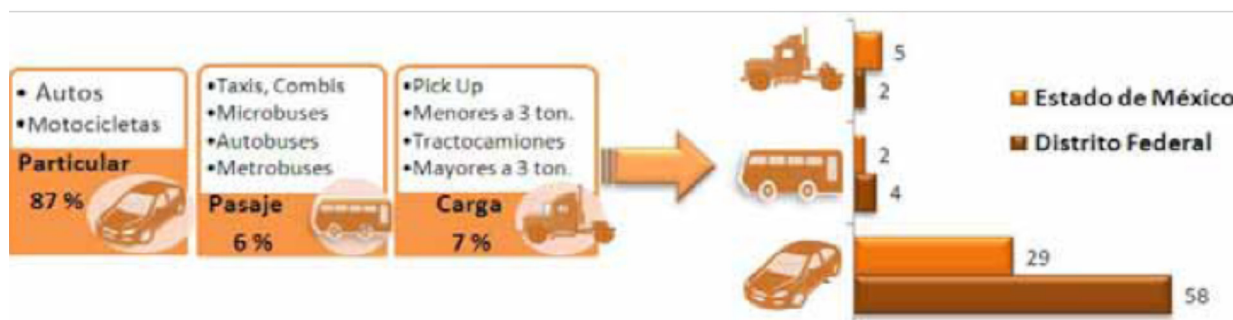 • Autos
•Motocicletas
Particular
87 %
•Taxis, Combis
•Microbuses
•Autobuses
•Metrobuses
Pasaje
6 %
•Pick Up
•Menores a 3 ton.
•Tractocamiones
•Mayores a 3 ton.
Carga
7 %
5
2
2
4
29
58
Estado de México
Distrito Federal